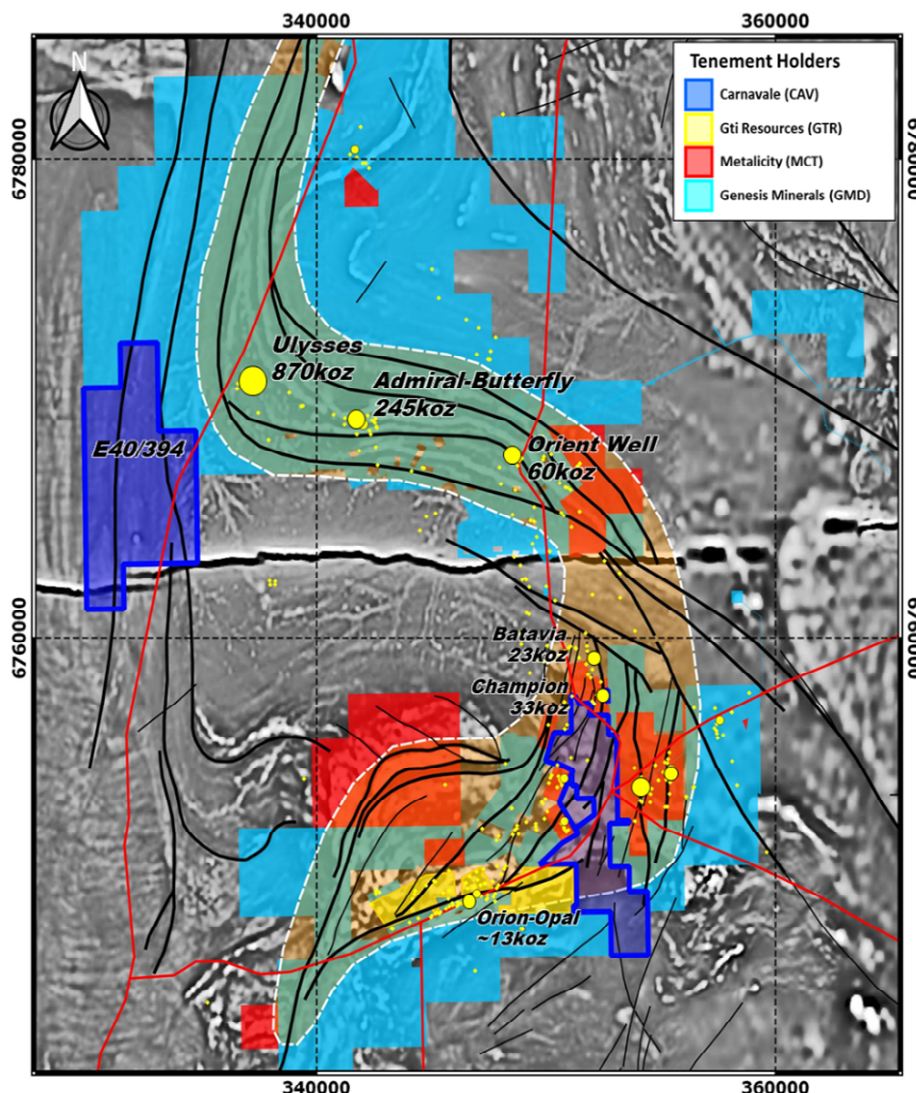 340000
360000
N
Tenement Holders
Carnavale (CAV)
Gti Resources (GTR)
Metalicity (MCT)
Genesis Minerals (GMD)
6780000
6780000
Ulysses
870koz
Admiral-Butterfly
245koz
E40/394
Orient Well
60koz
6760000
6760000
Batavia
23koz
Champion
33koz
Orion-Opal
~13koz
340000
360000